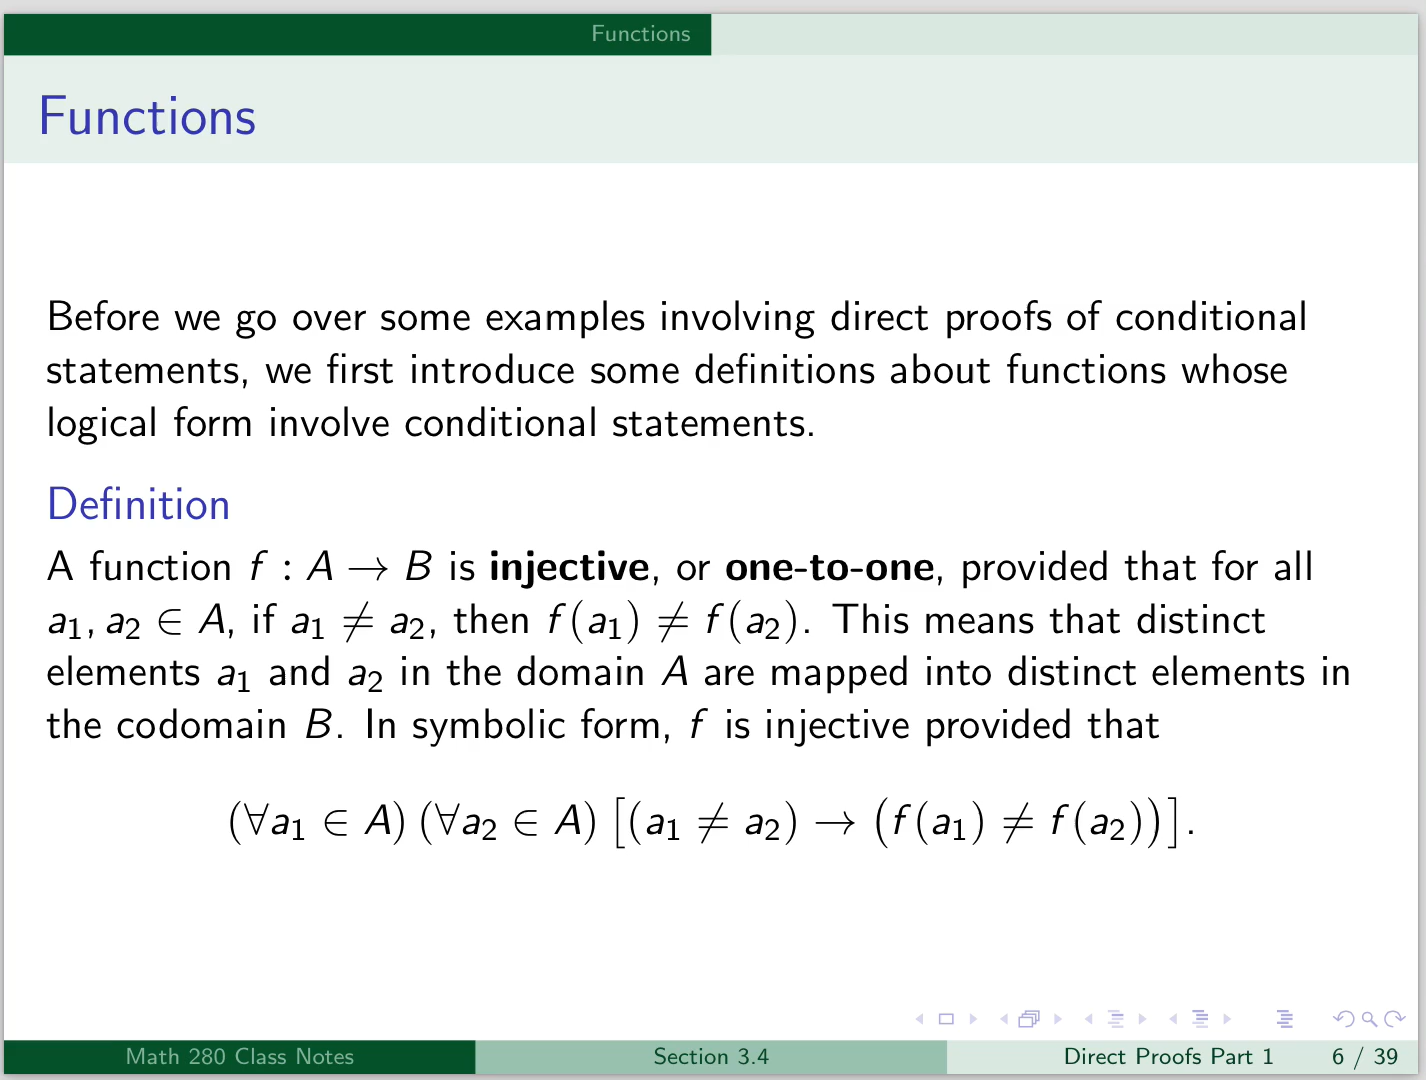 Functions
Functions
Before we go over some examples involving direct proofs of conditional
statements, we first introduce some definitions about functions whose
logical form involve conditional statements.
Definition
A function f : A → B is injective, or one-to-one, provided that for all
a₁, a₂ ∈ A, if a₁ ≠ a₂, then f(a₁) ≠ f(a₂). This means that distinct
elements a₁ and a₂ in the domain A are mapped into distinct elements in
the codomain B. In symbolic form, f is injective provided that
(∀a₁ ∈ A) (∀a₂ ∈ A) [(a₁ ≠ a₂) → (f(a₁) ≠ f(a₂))].
Math 280 Class Notes Section 3.4 Direct Proofs Part 1 6 / 39